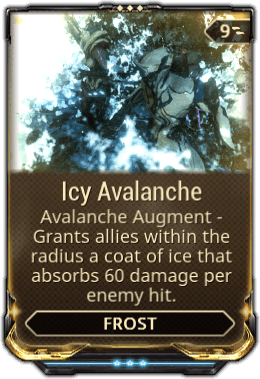 9-
Icy Avalanche
Avalanche Augment -
Grants allies within the
radius a coat of ice that
absorbs 60 damage per
enemy hit.
FROST